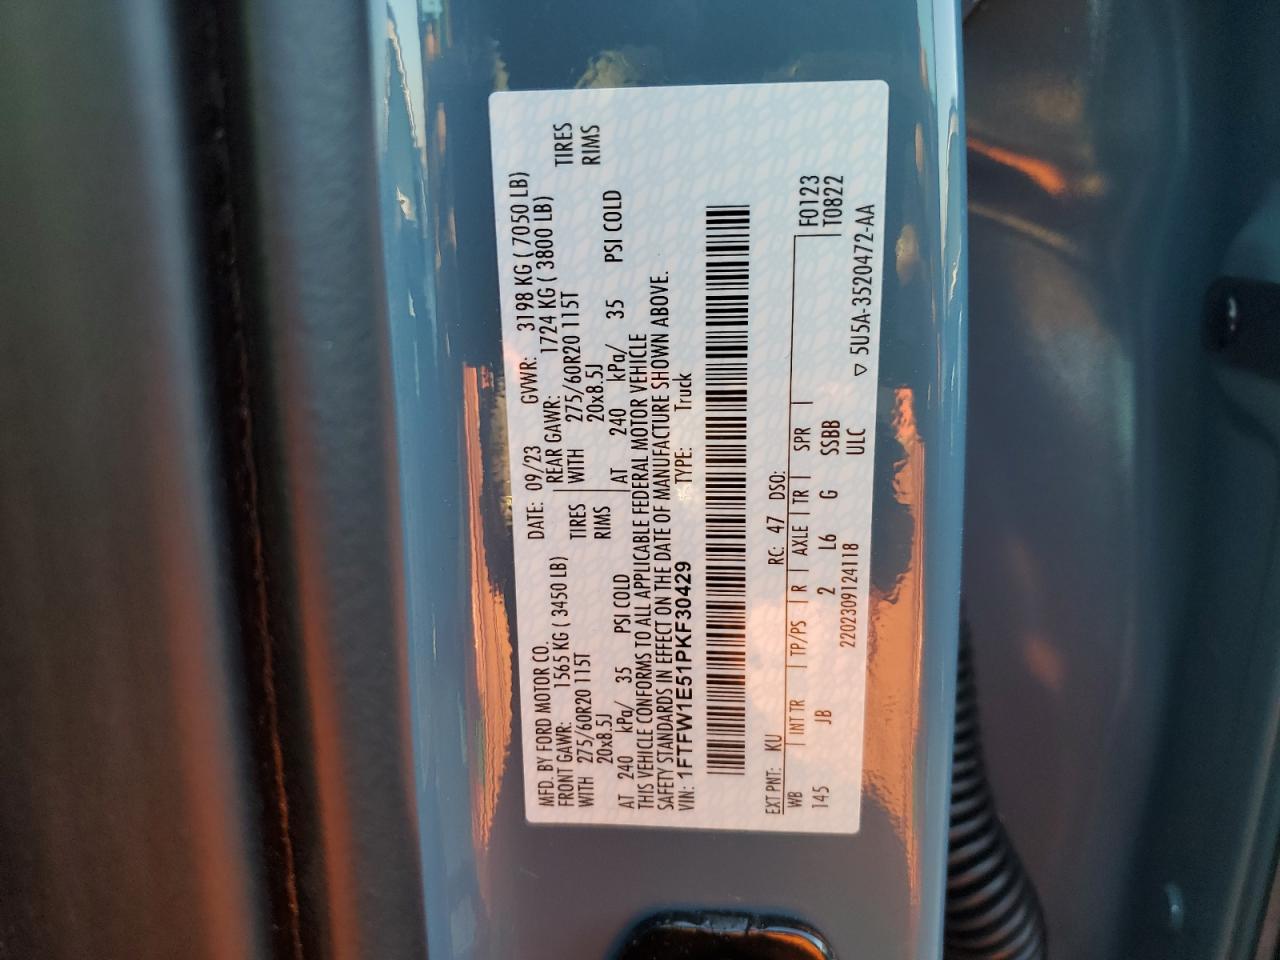 MFD. BY FORD MOTOR CO. DATE: 09/23 GVWR: 3198 KG ( 7050 LB)
FRONT GAWR: 1565 KG ( 3450 LB) REAR GAWR: 1724 KG ( 3800 LB)
WITH 275/60R20 115T TIRES WITH 275/60R20 115T TIRES
20x8.5J RIMS 20x8.5J RIMS
AT 240 kPa/ 35 PSI COLD AT 240 kPa/ 35 PSI COLD
THIS VEHICLE CONFORMS TO ALL APPLICABLE FEDERAL MOTOR VEHICLE
SAFETY STANDARDS IN EFFECT ON THE DATE OF MANUFACTURE SHOWN ABOVE.
VIN: 1FTFW1E51PKF30429 TYPE: Truck
EXT PNT: KU RC: 47 DSO:
WB | INT TR | TP/PS | R | AXLE | TR | SPR | F0123
145 JB 2 L6 G SSBB T0822
2202309124118 ULC
▽ 5U5A-3520472-AA